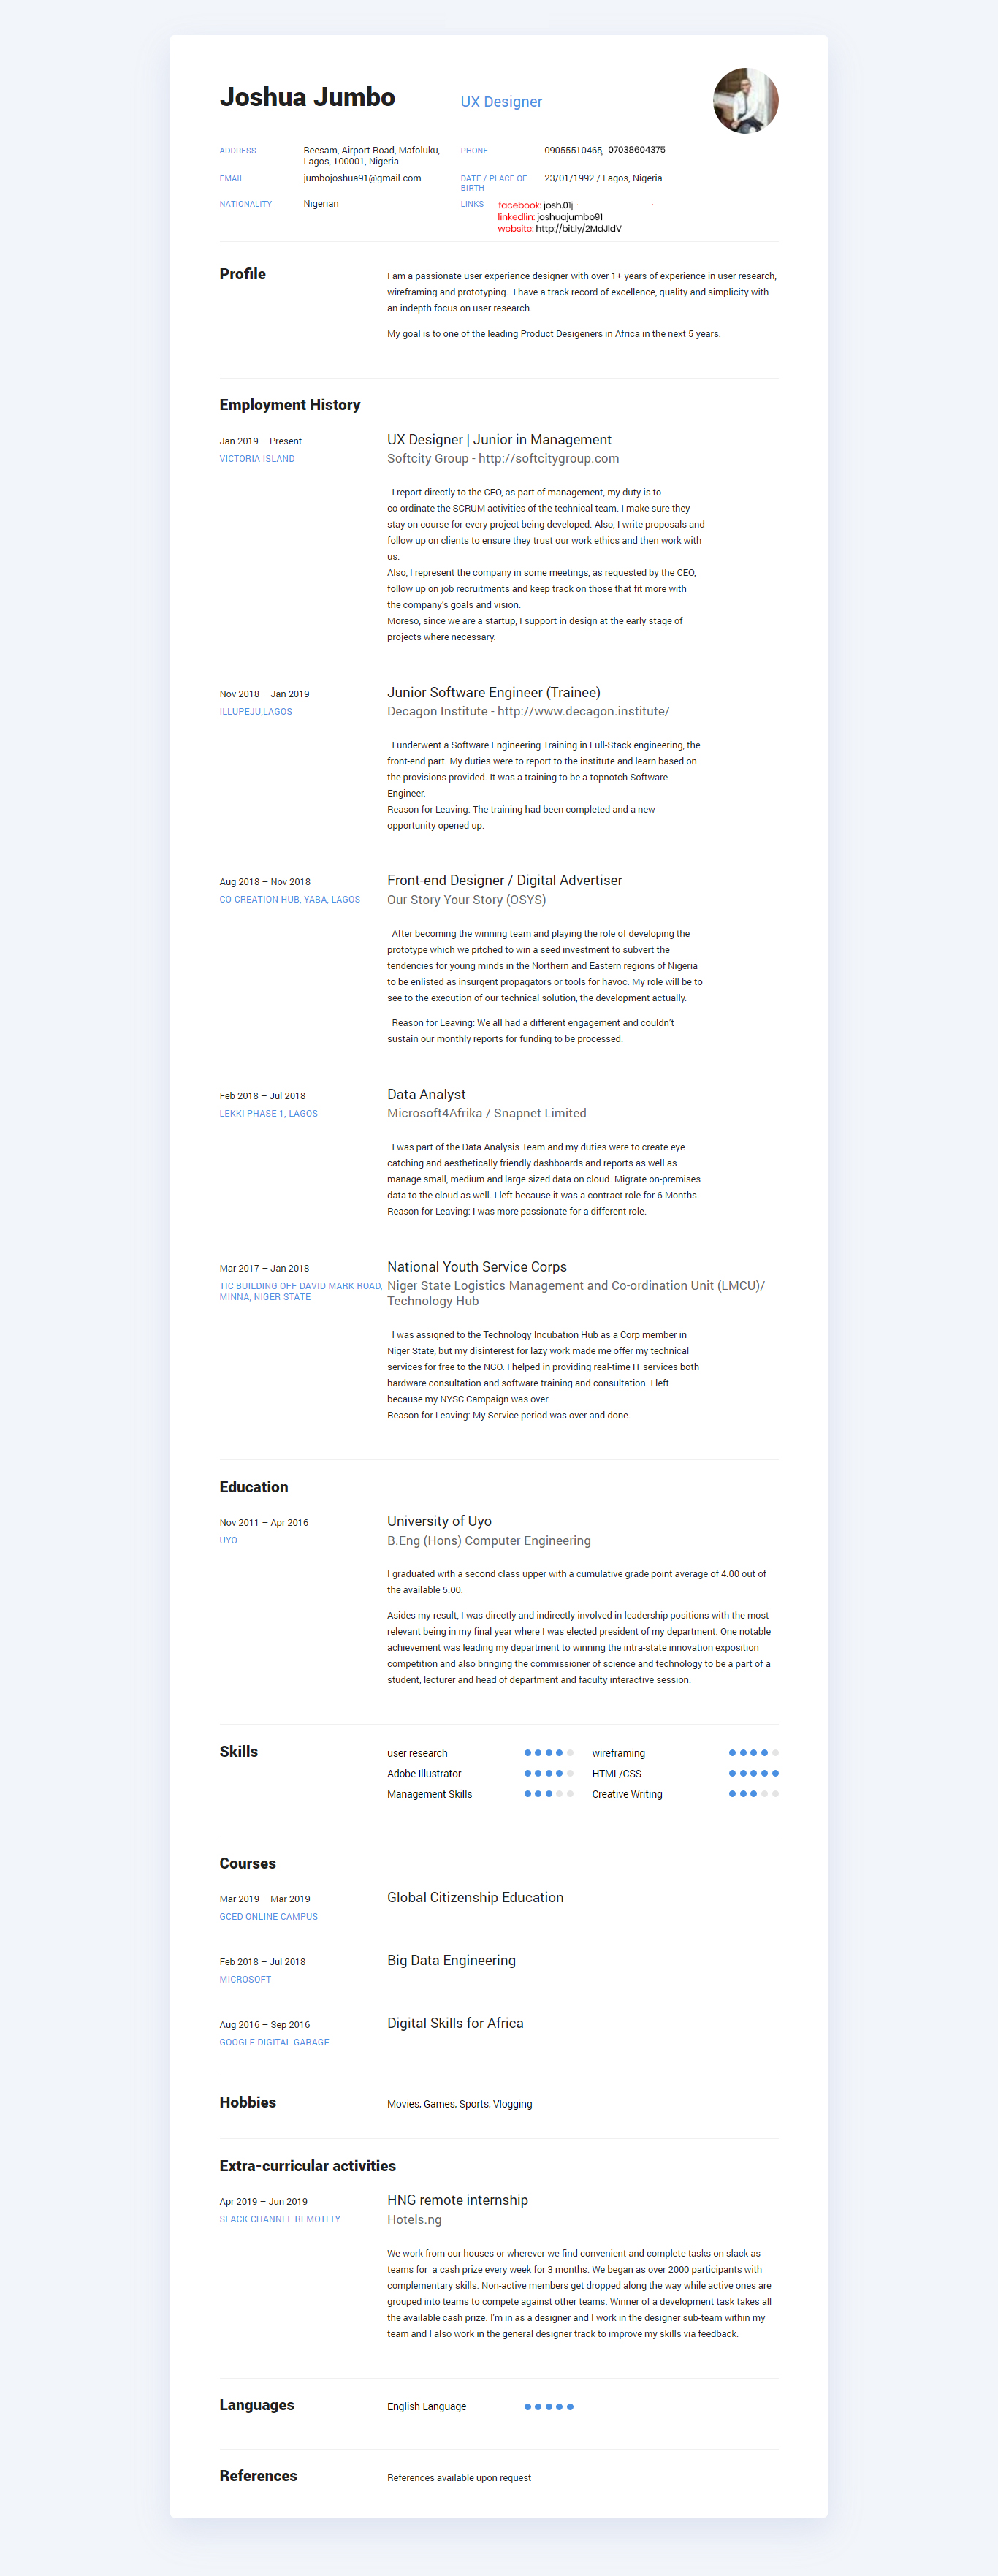 Joshua Jumbo
UX Designer
ADDRESS
Beesam, Airport Road, Mafoluku,
Lagos, 100001, Nigeria
PHONE
09055510465, 07038604375
EMAIL
jumbojoshua91@gmail.com
DATE / PLACE OF
BIRTH
23/01/1992 / Lagos, Nigeria
NATIONALITY
Nigerian
LINKS
facebook: josh.01j
linkedlin: joshuajumbo91
website: http://bit.ly/2MdJldV
Profile
I am a passionate user experience designer with over 1+ years of experience in user research,
wireframing and prototyping. I have a track record of excellence, quality and simplicity with
an indepth focus on user research.
My goal is to one of the leading Product Desigeners in Africa in the next 5 years.
Employment History
Jan 2019 – Present
VICTORIA ISLAND
UX Designer | Junior in Management
Softcity Group - http://softcitygroup.com
I report directly to the CEO, as part of management, my duty is to
co-ordinate the SCRUM activities of the technical team. I make sure they
stay on course for every project being developed. Also, I write proposals and
follow up on clients to ensure they trust our work ethics and then work with
us.
Also, I represent the company in some meetings, as requested by the CEO,
follow up on job recruitments and keep track on those that fit more with
the company's goals and vision.
Moreso, since we are a startup, I support in design at the early stage of
projects where necessary.
Nov 2018 – Jan 2019
ILLUPEJU,LAGOS
Junior Software Engineer (Trainee)
Decagon Institute - http://www.decagon.institute/
I underwent a Software Engineering Training in Full-Stack engineering, the
front-end part. My duties were to report to the institute and learn based on
the provisions provided. It was a training to be a topnotch Software
Engineer.
Reason for Leaving: The training had been completed and a new
opportunity opened up.
Aug 2018 – Nov 2018
CO-CREATION HUB, YABA, LAGOS
Front-end Designer / Digital Advertiser
Our Story Your Story (OSYS)
After becoming the winning team and playing the role of developing the
prototype which we pitched to win a seed investment to subvert the
tendencies for young minds in the Northern and Eastern regions of Nigeria
to be enlisted as insurgent propagators or tools for havoc. My role will be to
see to the execution of our technical solution, the development actually.
Reason for Leaving: We all had a different engagement and couldn't
sustain our monthly reports for funding to be processed.
Feb 2018 – Jul 2018
LEKKI PHASE 1, LAGOS
Data Analyst
Microsoft4Afrika / Snapnet Limited
I was part of the Data Analysis Team and my duties were to create eye
catching and aesthetically friendly dashboards and reports as well as
manage small, medium and large sized data on cloud. Migrate on-premises
data to the cloud as well. I left because it was a contract role for 6 Months.
Reason for Leaving: I was more passionate for a different role.
Mar 2017 – Jan 2018
TIC BUILDING OFF DAVID MARK ROAD,
MINNA, NIGER STATE
National Youth Service Corps
Niger State Logistics Management and Co-ordination Unit (LMCU)/
Technology Hub
I was assigned to the Technology Incubation Hub as a Corp member in
Niger State, but my disinterest for lazy work made me offer my technical
services for free to the NGO. I helped in providing real-time IT services both
hardware consultation and software training and consultation. I left
because my NYSC Campaign was over.
Reason for Leaving: My Service period was over and done.
Education
Nov 2011 – Apr 2016
UYO
University of Uyo
B.Eng (Hons) Computer Engineering
I graduated with a second class upper with a cumulative grade point average of 4.00 out of
the available 5.00.
Asides my result, I was directly and indirectly involved in leadership positions with the most
relevant being in my final year where I was elected president of my department. One notable
achievement was leading my department to winning the intra-state innovation exposition
competition and also bringing the commissioner of science and technology to be a part of a
student, lecturer and head of department and faculty interactive session.
Skills
user research
wireframing
Adobe Illustrator
HTML/CSS
Management Skills
Creative Writing
Courses
Mar 2019 – Mar 2019
GCED ONLINE CAMPUS
Global Citizenship Education
Feb 2018 – Jul 2018
MICROSOFT
Big Data Engineering
Aug 2016 – Sep 2016
GOOGLE DIGITAL GARAGE
Digital Skills for Africa
Hobbies
Movies, Games, Sports, Vlogging
Extra-curricular activities
Apr 2019 – Jun 2019
SLACK CHANNEL REMOTELY
HNG remote internship
Hotels.ng
We work from our houses or wherever we find convenient and complete tasks on slack as
teams for a cash prize every week for 3 months. We began as over 2000 participants with
complementary skills. Non-active members get dropped along the way while active ones are
grouped into teams to compete against other teams. Winner of a development task takes all
the available cash prize. I'm in as a designer and I work in the designer sub-team within my
team and I also work in the general designer track to improve my skills via feedback.
Languages
English Language
References
References available upon request